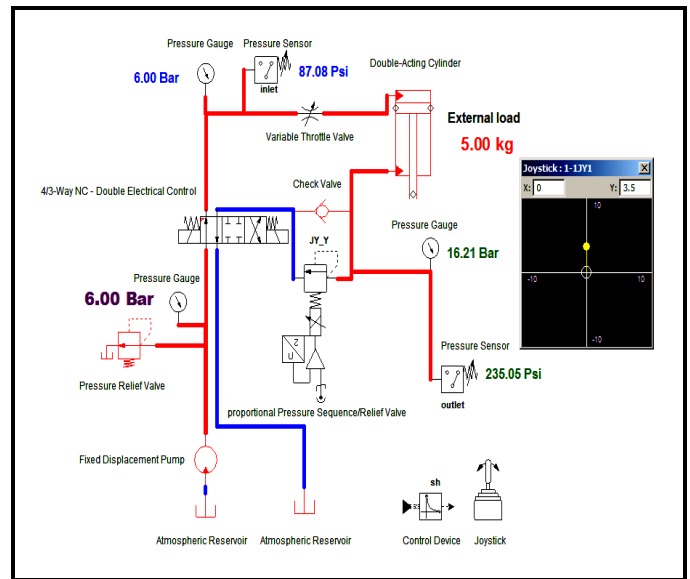 Pressure Gauge
Pressure Sensor
6.00 Bar
87.08 Psi
inlet
Double-Acting Cylinder
External load
5.00 kg
Variable Throttle Valve
Joystick : 1-1JY1
X: 0
Y: 3.5
10
-10
10
-10
4/3-Way NC - Double Electrical Control
Check Valve
JY_Y
Pressure Gauge
16.21 Bar
Pressure Gauge
6.00 Bar
Pressure Relief Valve
Pressure Sensor
235.05 Psi
outlet
proportional Pressure Sequence/Relief Valve
Fixed Displacement Pump
sh
Atmospheric Reservoir
Atmospheric Reservoir
Control Device
Joystick